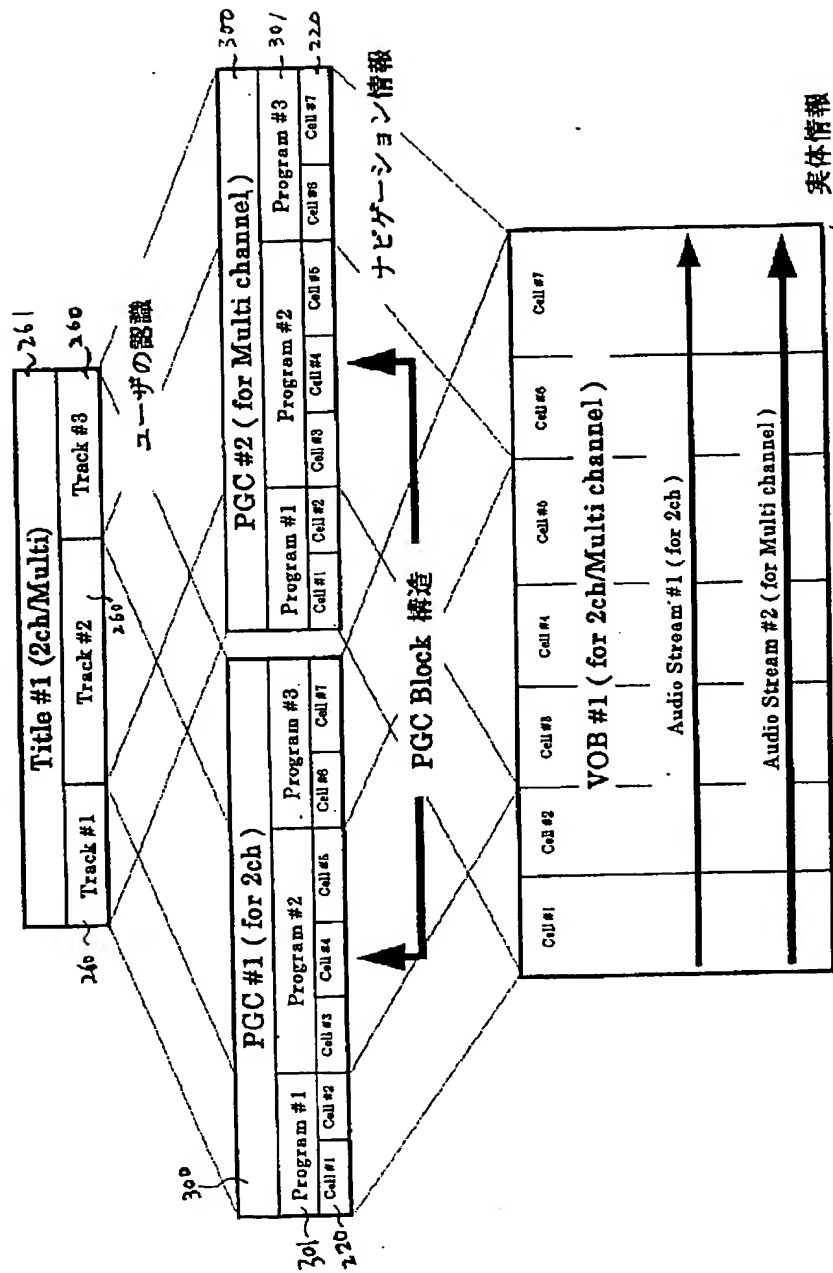 261
Title #1 (2ch/Multi)
Track #1
Track #2
Track #3
260
260
260
ユーザの認識
300
PGC #1 ( for 2ch)
Program #1
Program #2
Program #3
Cell #1
Cell #2
Cell #3
Cell #4
Cell #5
Cell #6
Cell #7
301
220
PGC #2 ( for Multi channel )
Program #1
Program #2
Program #3
Cell #1
Cell #2
Cell #3
Cell #4
Cell #5
Cell #6
Cell #7
300
301
220
ナビゲーション情報
PGC Block 構造
Cell #1
Cell #2
Cell #3
Cell #4
Cell #5
Cell #6
Cell #7
VOB #1 ( for 2ch/Multi channel )
Audio Stream #1 ( for 2ch )
Audio Stream #2 ( for Multi channel )
実体情報